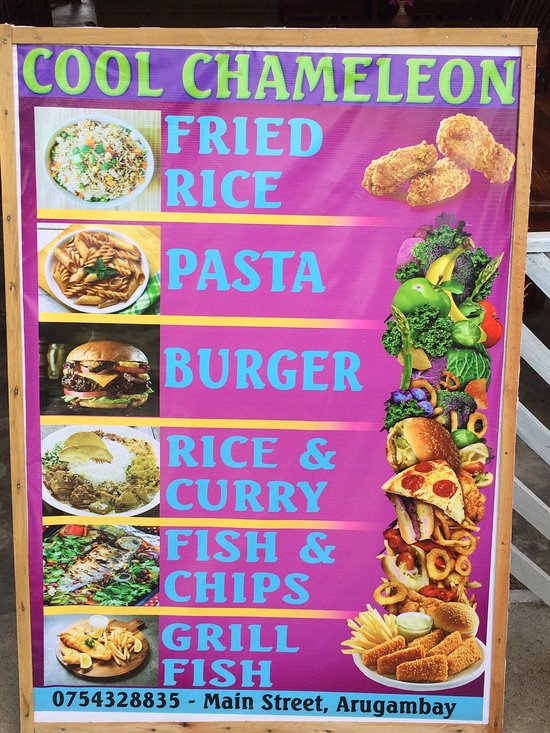 COOL CHAMELEON
FRIED
RICE
PASTA
BURGER
RICE &
CURRY
FISH &
CHIPS
GRILL
FISH
0754328835 - Main Street, Arugambay